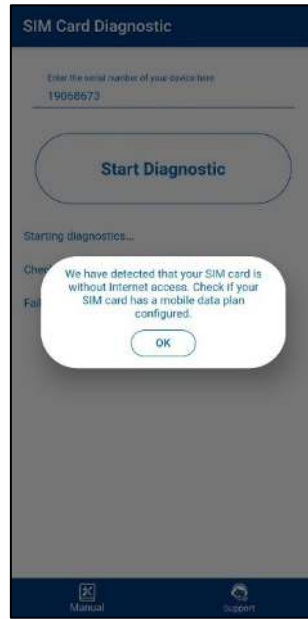 SIM Card Diagnostic
Enter the serial number of your device here
19068673
Start Diagnostic
Starting diagnostics...
We have detected that your SIM card is
without Internet access. Check if your
SIM card has a mobile data plan
configured.
OK
Manual
Support